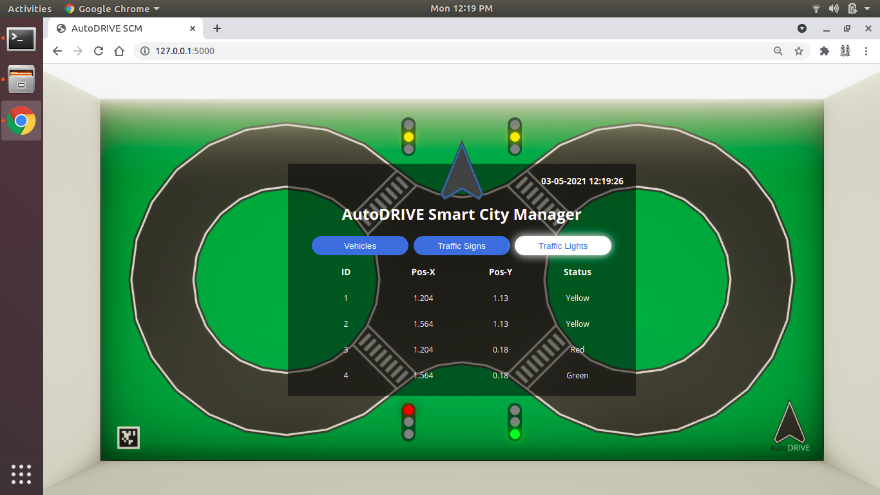 Activities Google Chrome Mon 12:19 PM
AutoDRIVE SCM
127.0.0.1:5000
03-05-2021 12:19:26
AutoDRIVE Smart City Manager
Vehicles Traffic Signs Traffic Lights
ID Pos-X Pos-Y Status
1 1.204 1.13 Yellow
2 1.564 1.13 Yellow
3 1.204 0.18 Red
4 1.564 0.18 Green
AutoDRIVE